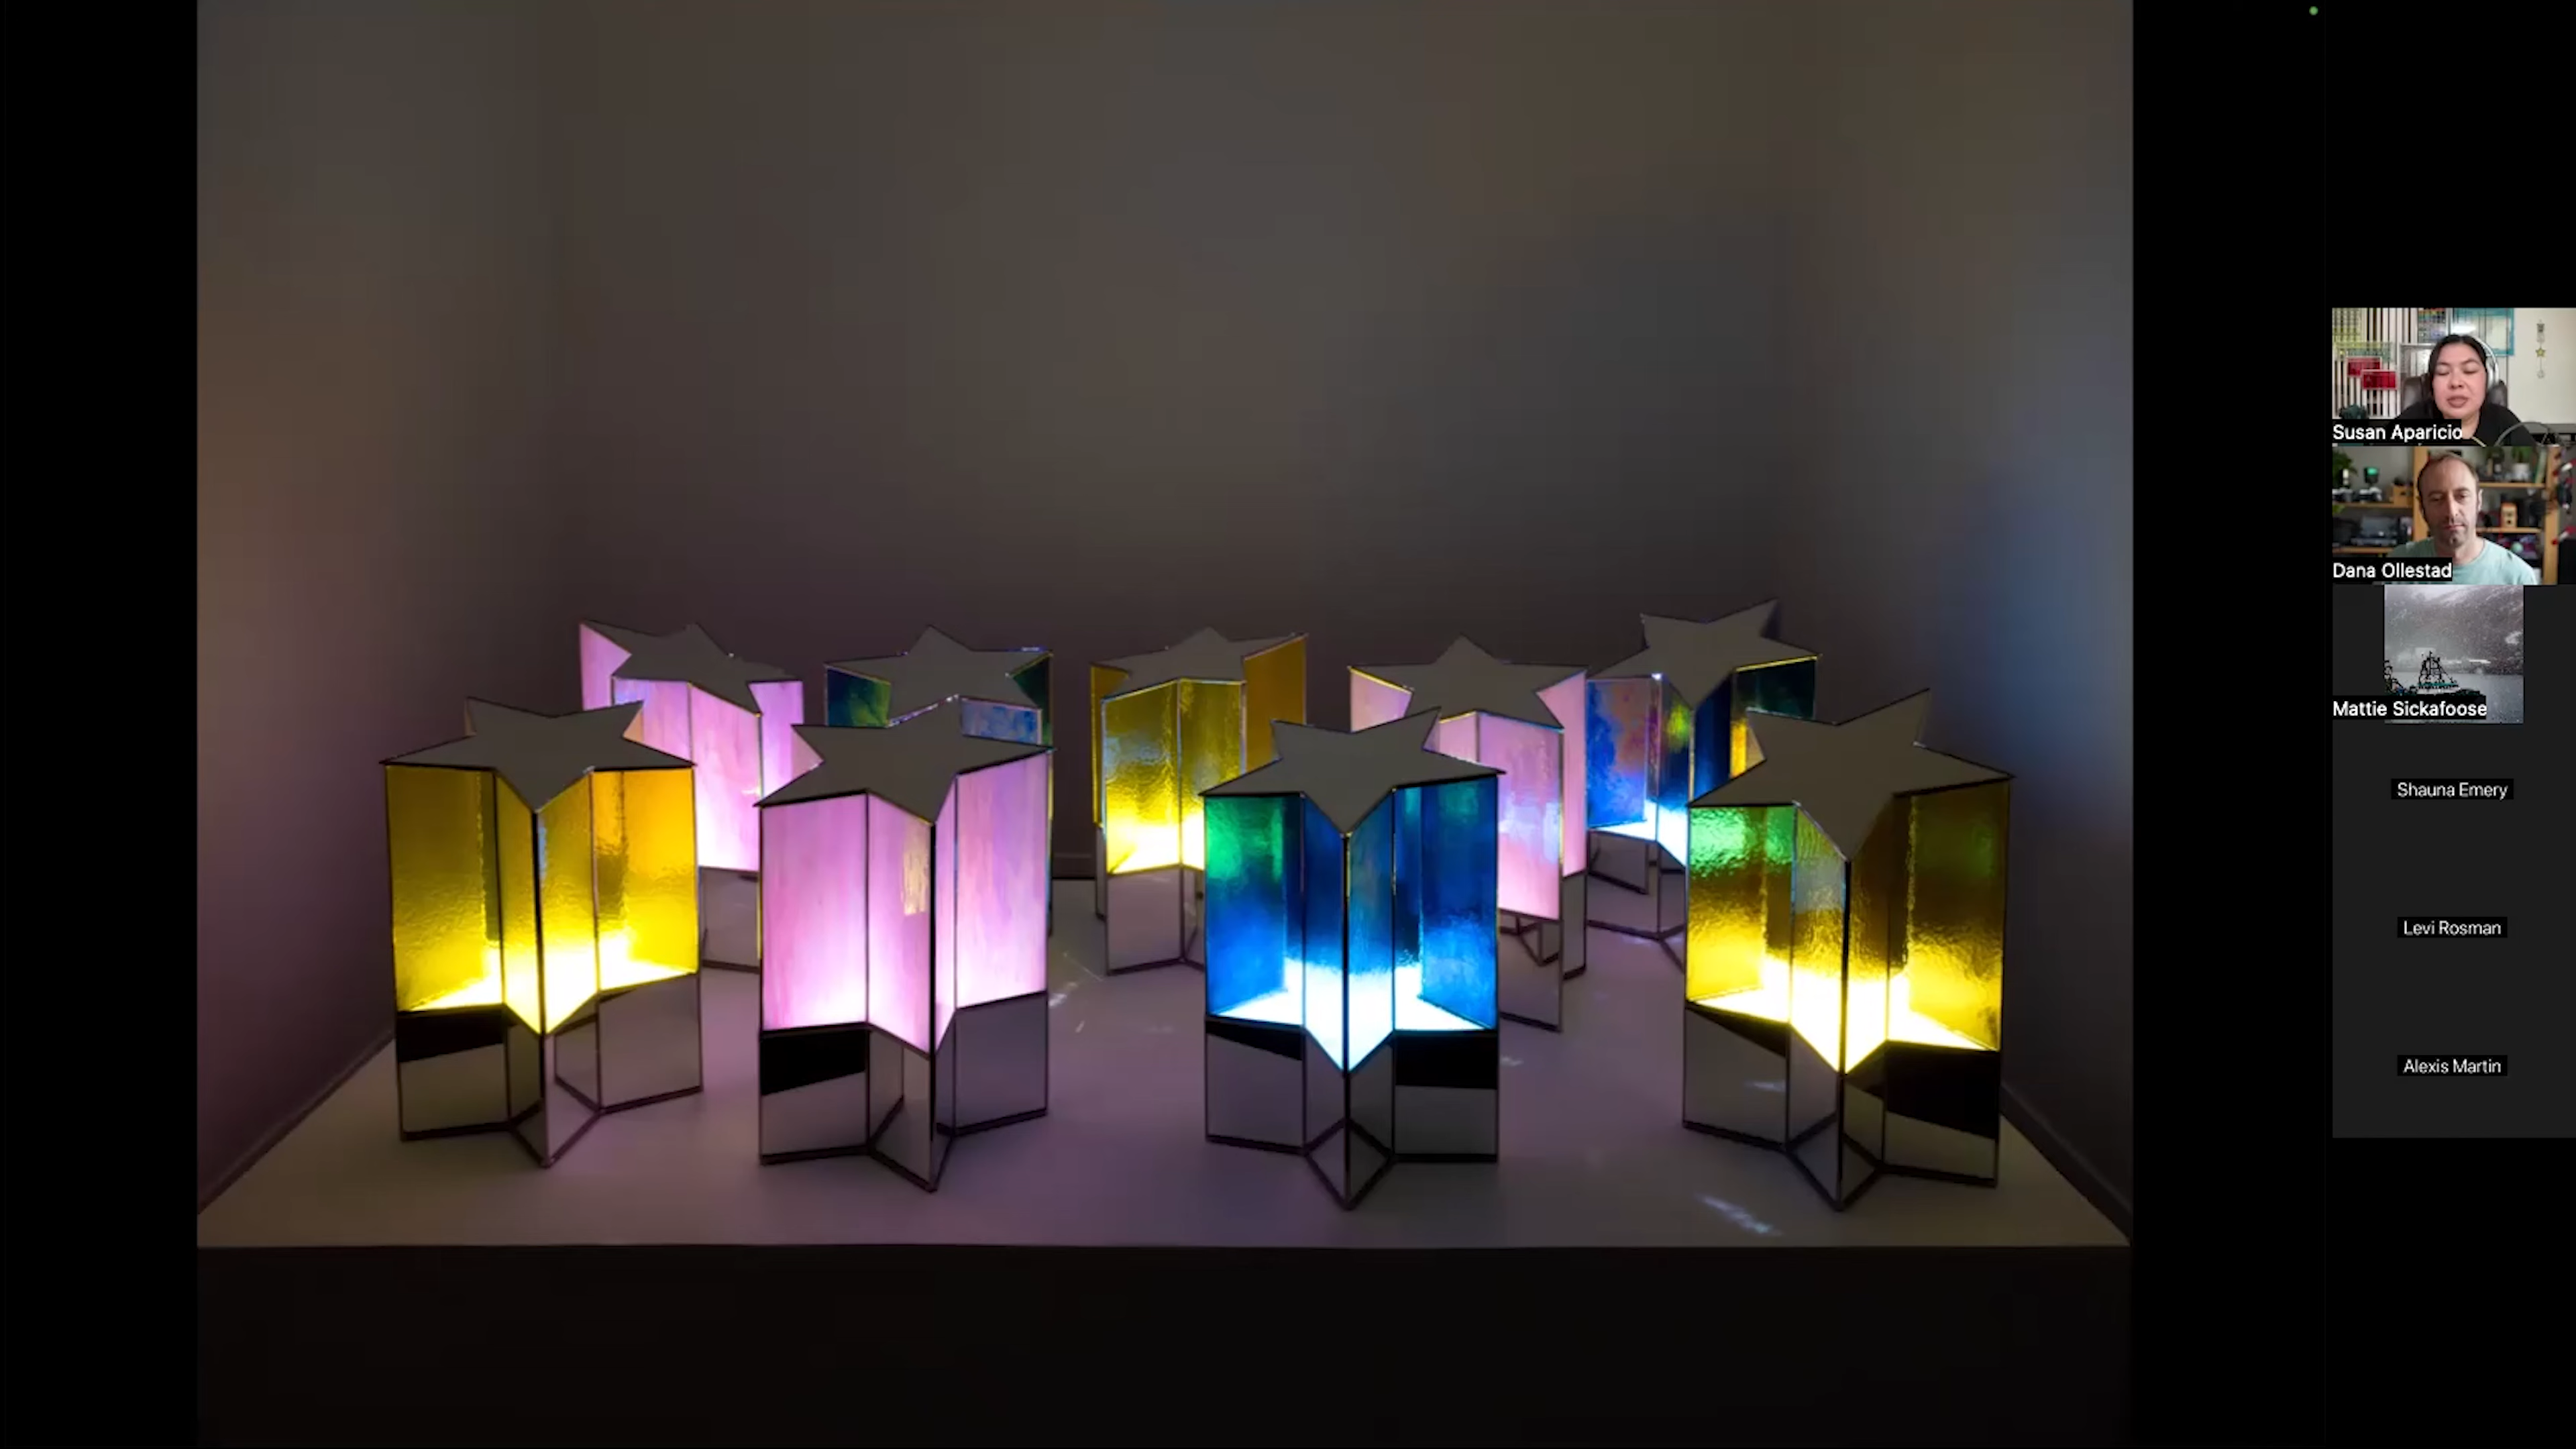 Susan Aparicio
Dana Ollestad
Mattie Sickafoose
Shauna Emery
Levi Rosman
Alexis Martin